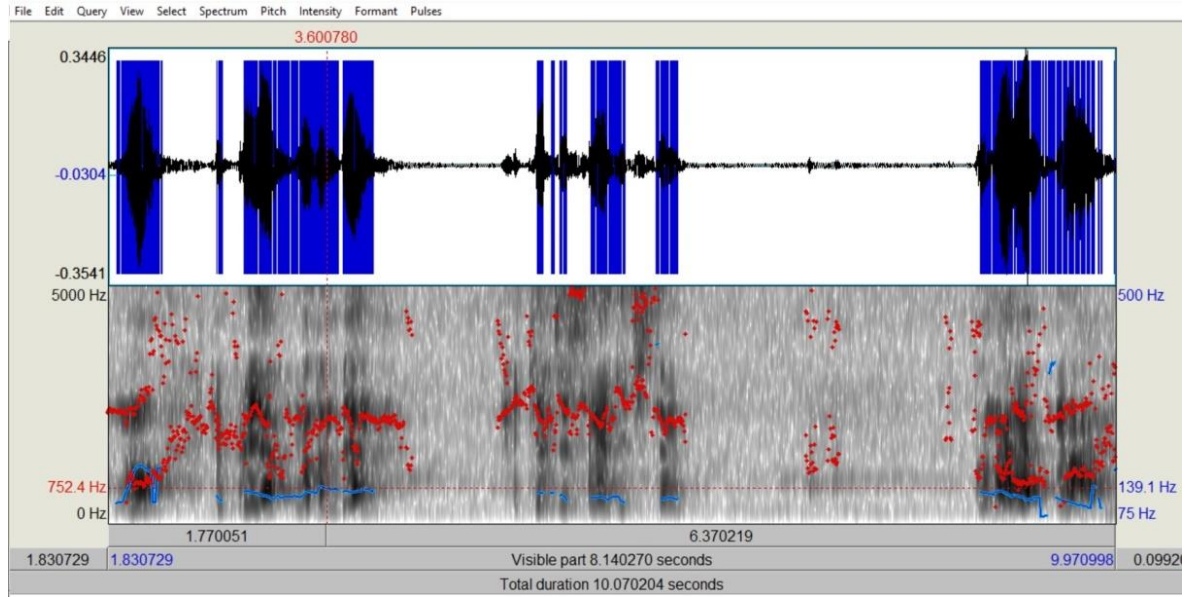 File Edit Query View Select Spectrum Pitch Intensity Formant Pulses
3.600780
0.3446
-0.0304
-0.3541
5000 Hz 500 Hz
752.4 Hz 139.1 Hz
0 Hz 75 Hz
1.770051 6.370219
1.830729 1.830729 Visible part 8.140270 seconds 9.970998
Total duration 10.070204 seconds